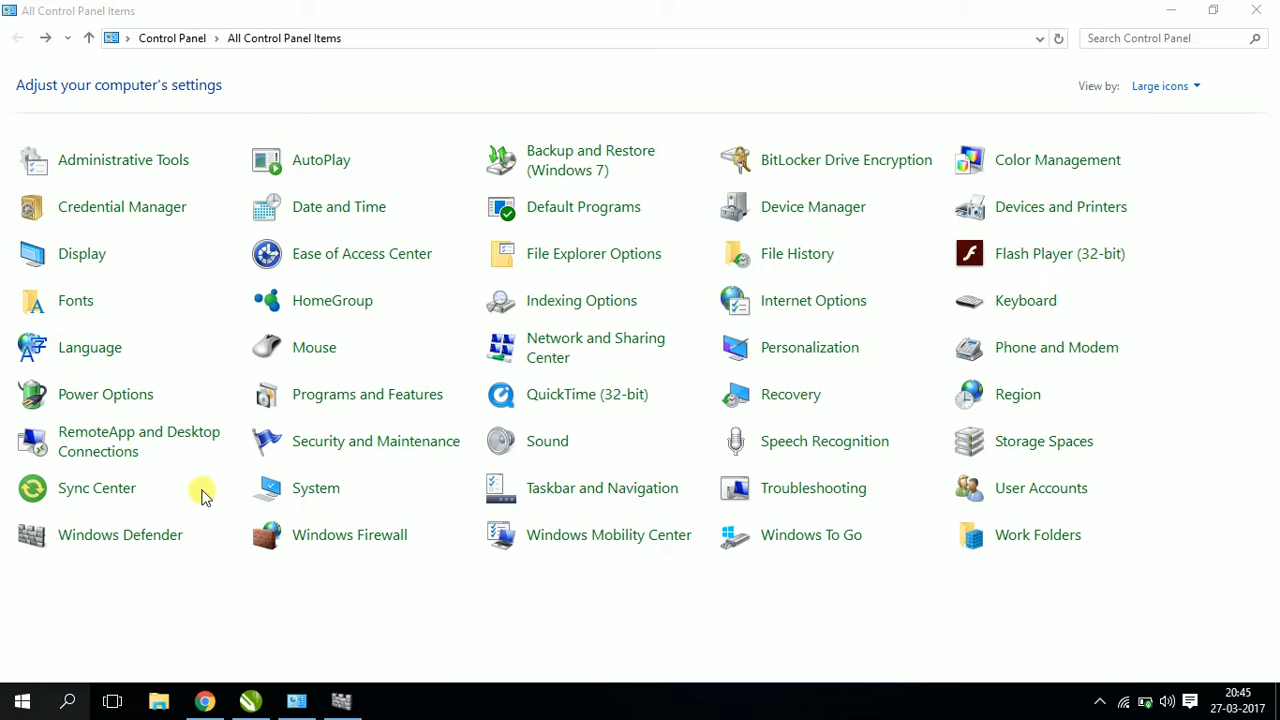 All Control Panel Items
Control Panel
All Control Panel Items
Search Control Panel
Adjust your computer's settings
View by: Large icons
Administrative Tools
AutoPlay
Backup and Restore
(Windows 7)
BitLocker Drive Encryption
Color Management
Credential Manager
Date and Time
Default Programs
Device Manager
Devices and Printers
Display
Ease of Access Center
File Explorer Options
File History
Flash Player (32-bit)
Fonts
HomeGroup
Indexing Options
Internet Options
Keyboard
Language
Mouse
Network and Sharing
Center
Personalization
Phone and Modem
Power Options
Programs and Features
QuickTime (32-bit)
Recovery
Region
RemoteApp and Desktop
Connections
Security and Maintenance
Sound
Speech Recognition
Storage Spaces
Sync Center
System
Taskbar and Navigation
Troubleshooting
User Accounts
Windows Defender
Windows Firewall
Windows Mobility Center
Windows To Go
Work Folders
20:45
27-03-2017